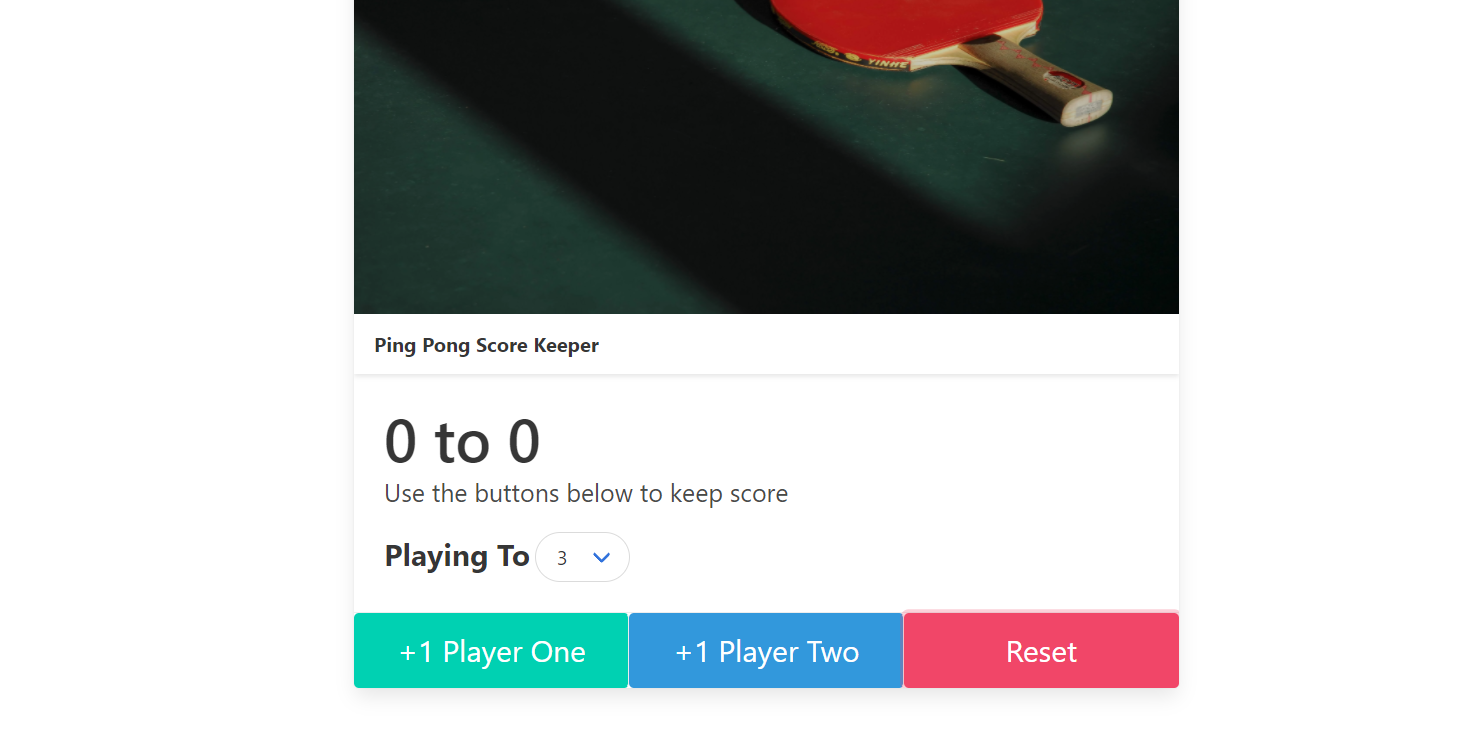 YINHE
Ping Pong Score Keeper
0 to 0
Use the buttons below to keep score
Playing To 3
+1 Player One +1 Player Two Reset